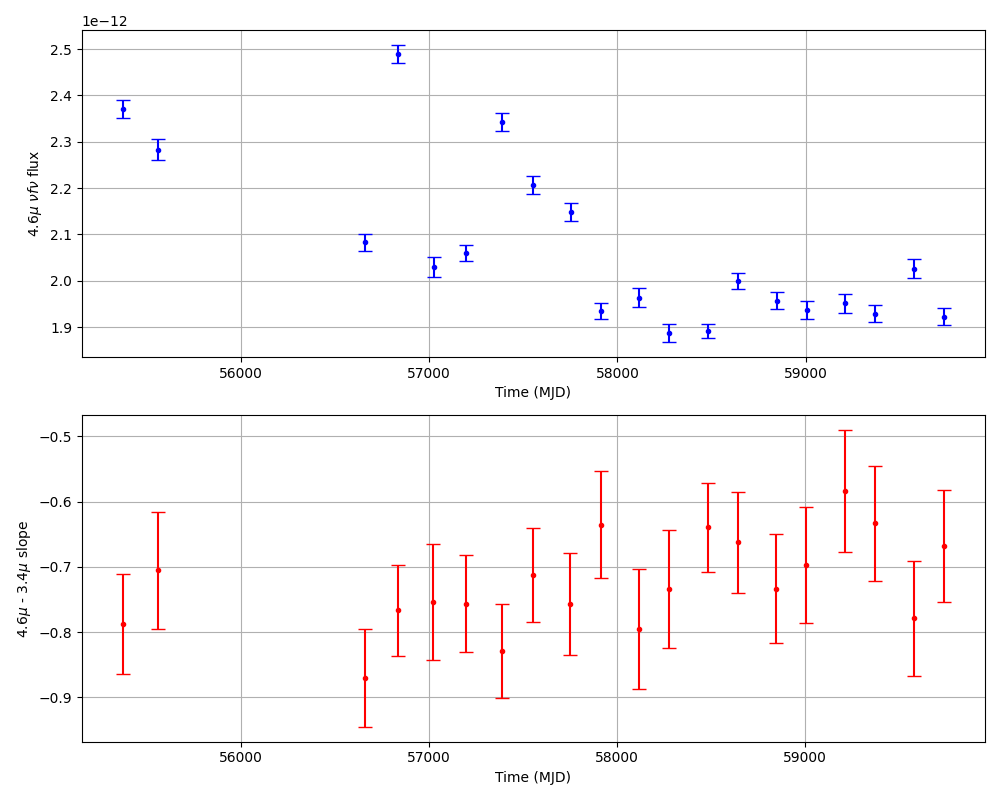 1e−12
2.5
2.4
2.3
2.2
2.1
2.0
1.9
4.6μ νfν flux
56000 57000 58000 59000
Time (MJD)
−0.5
−0.6
−0.7
−0.8
−0.9
4.6μ - 3.4μ slope
56000 57000 58000 59000
Time (MJD)